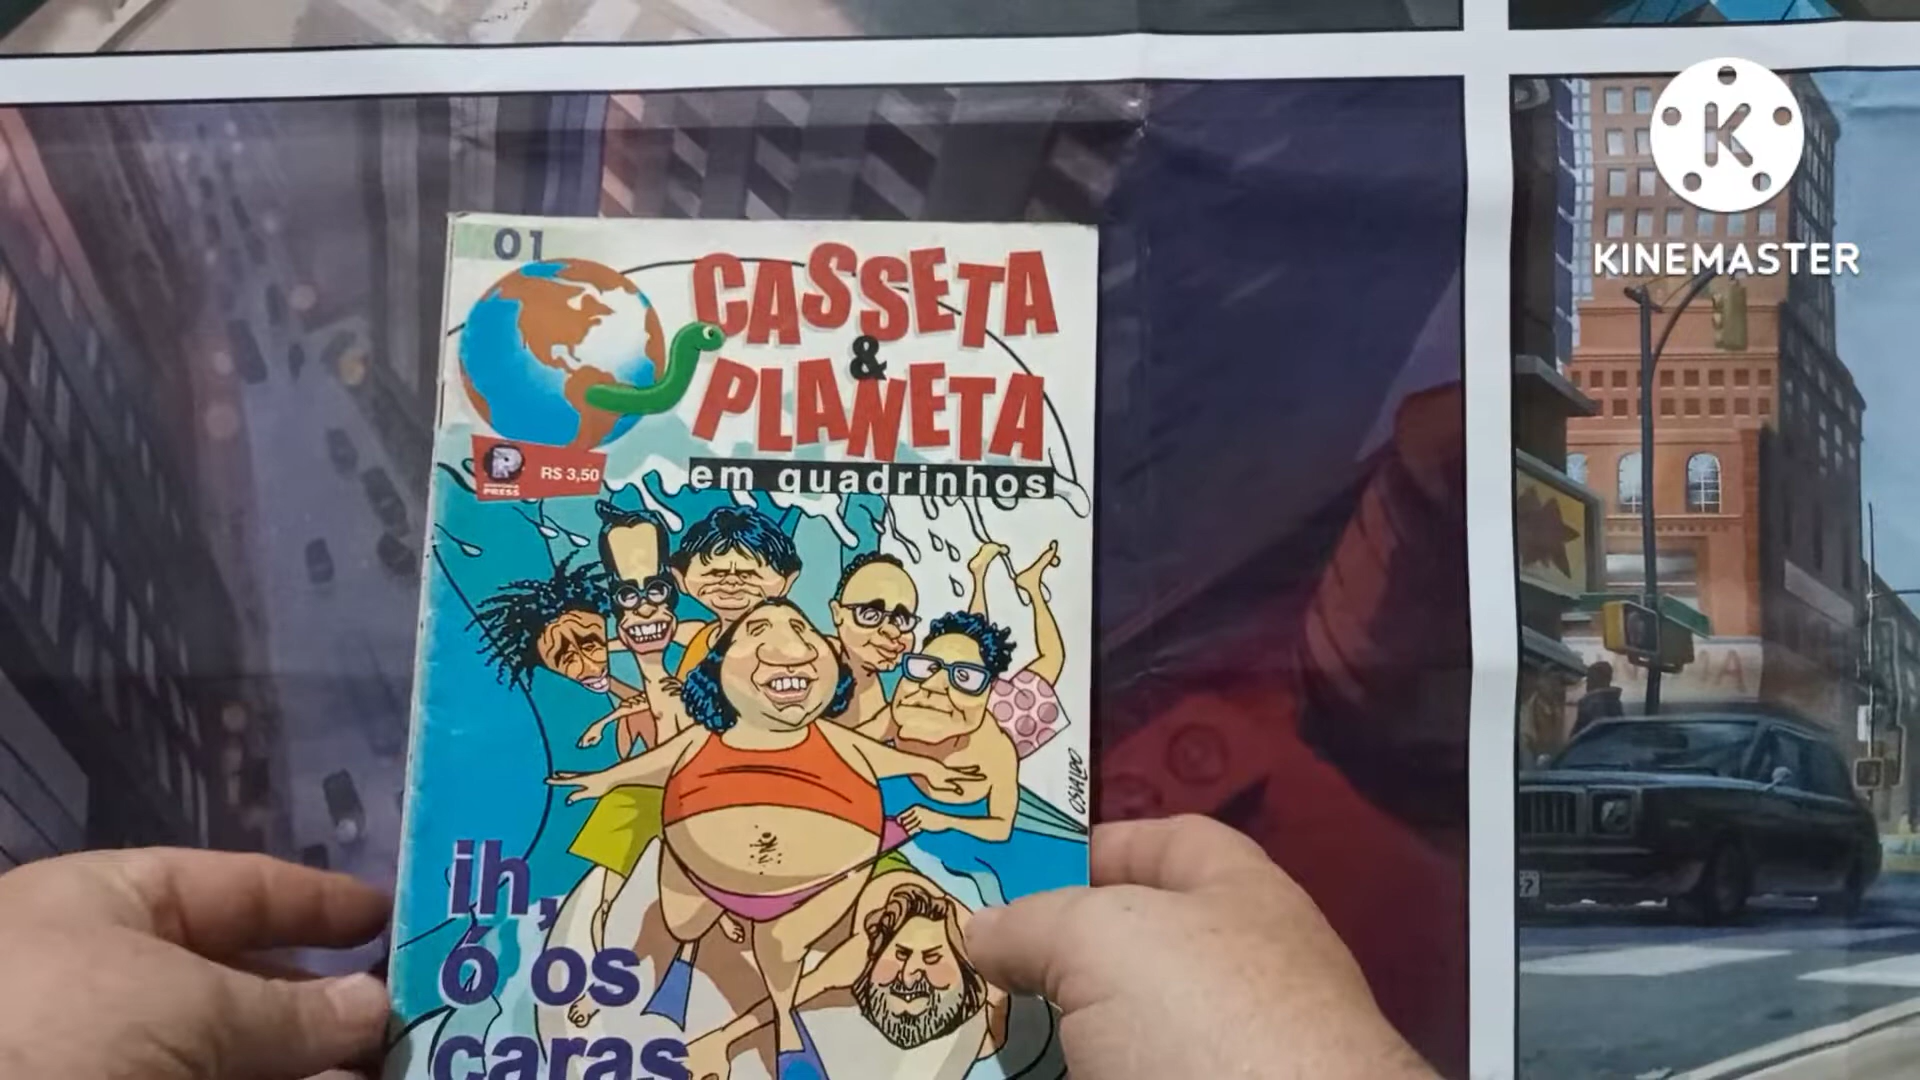 01
CASSETA
&
PLANETA
em quadrinhos
PRESS
R$ 3,50
OSVALDO
ih,
ó os
caras
K
KINEMASTER